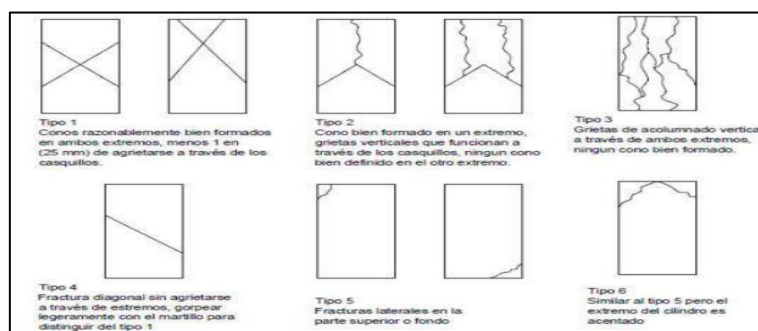 Tipo 1
Conos razonablemente bien formados
en ambos extremos, menos 1 en
(25 mm) de agrietarse a través de los
casquillos.
Tipo 2
Cono bien formado en un extremo,
grietas verticales que funcionan a
través de los casquillos, ningun cono
bien definido en el otro extremo.
Tipo 3
Grietas de acolumnado vertica
a través de ambos extremos,
ningun cono bien formado.
Tipo 4
Fractura diagonal sin agrietarse
a través de estremos, gorpear
legeramente con el martillo para
distinguir del tipo 1
Tipo 5
Fracturas laterales en la
parte superior o fondo
Tipo 6
Similar al tipo 5 pero el
extremo del cilindro es
acentado